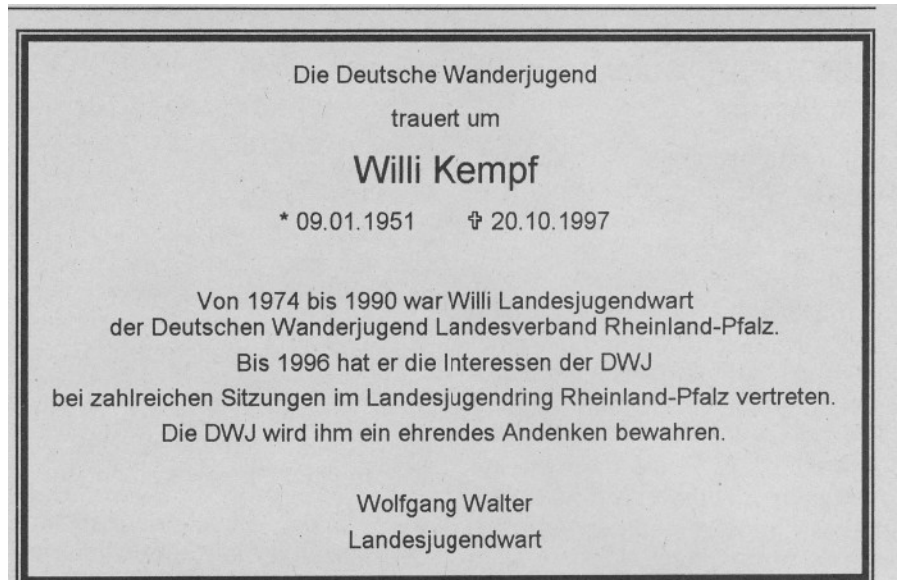 Die Deutsche Wanderjugend
trauert um
Willi Kempf
* 09.01.1951 ✞ 20.10.1997
Von 1974 bis 1990 war Willi Landesjugendwart
der Deutschen Wanderjugend Landesverband Rheinland-Pfalz.
Bis 1996 hat er die Interessen der DWJ
bei zahlreichen Sitzungen im Landesjugendring Rheinland-Pfalz vertreten.
Die DWJ wird ihm ein ehrendes Andenken bewahren.
Wolfgang Walter
Landesjugendwart